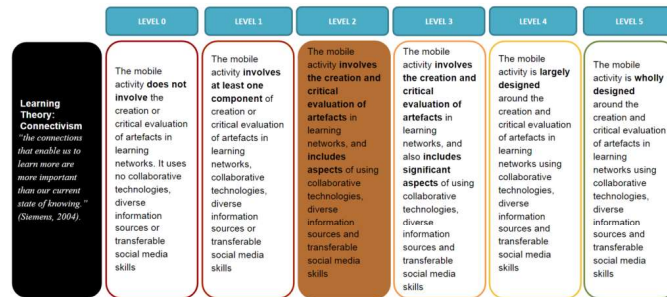 LEVEL 0
LEVEL 1
LEVEL 2
LEVEL 3
LEVEL 4
LEVEL 5
Learning
Theory:
Connectivism
"the connections
that enable us to
learn more are
more important
than our current
state of knowing."
(Siemens, 2004).
The mobile
activity does not
involve the
creation or
critical evaluation
of artefacts in
learning
networks. It uses
no collaborative
technologies,
diverse
information
sources or
transferable
social media
skills
The mobile
activity involves
at least one
component of
creation or
critical evaluation
of artefacts in
learning
networks,
collaborative
technologies,
diverse
information
sources or
transferable
social media
skills
The mobile
activity involves
the creation and
critical
evaluation of
artefacts in
learning
networks, and
includes
aspects of using
collaborative
technologies,
diverse
information
sources and
transferable
social media
skills
The mobile
activity involves
the creation and
critical
evaluation of
artefacts in
learning
networks, and
also includes
significant
aspects of using
collaborative
technologies,
diverse
information
sources and
transferable
social media
skills
The mobile
activity is largely
designed
around the
creation and
critical evaluation
of artefacts in
learning
networks using
collaborative
technologies,
diverse
information
sources and
transferable
social media
skills
The mobile
activity is wholly
designed
around the
creation and
critical evaluation
of artefacts in
learning
networks using
collaborative
technologies,
diverse
information
sources and
transferable
social media
skills